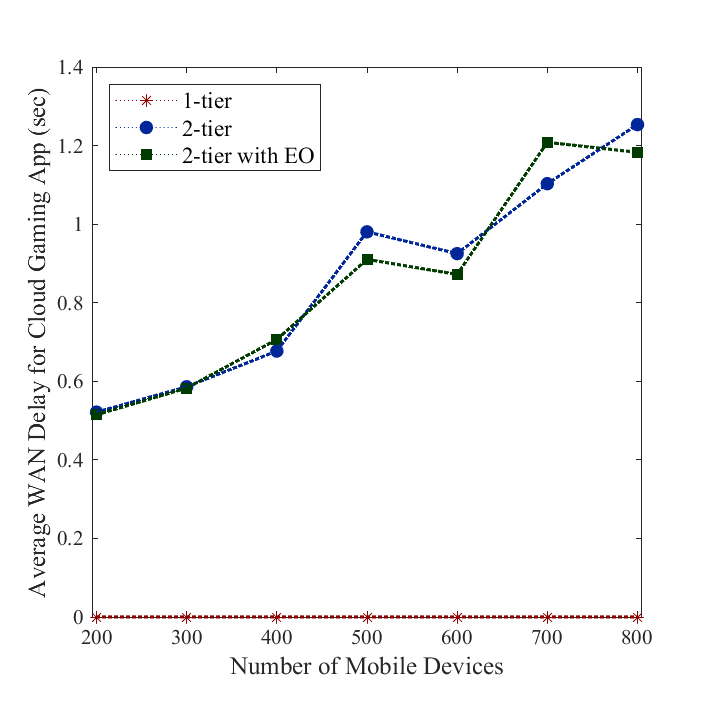 1.4
1.2
1
0.8
0.6
0.4
0.2
0
Average WAN Delay for Cloud Gaming App (sec)
1-tier
2-tier
2-tier with EO
200 300 400 500 600 700 800
Number of Mobile Devices